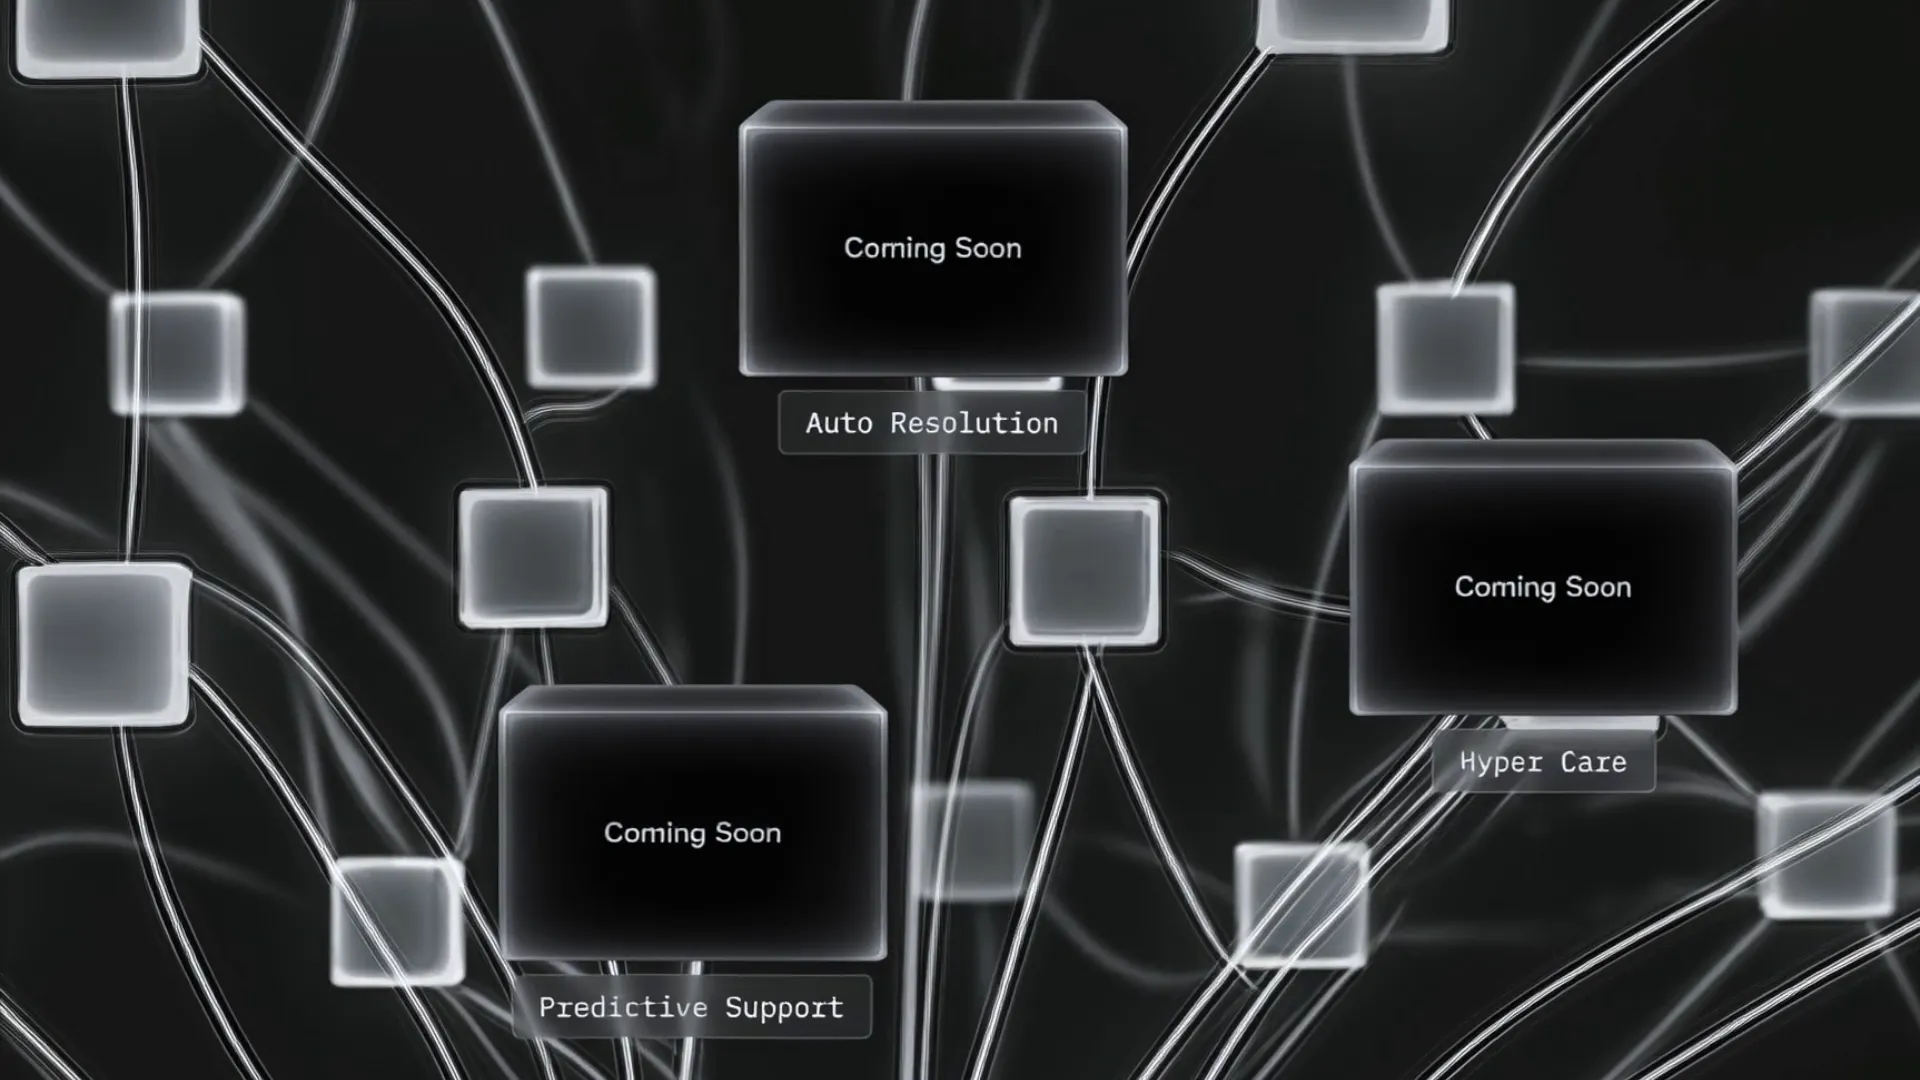 Coming Soon
Auto Resolution
Coming Soon
Hyper Care
Coming Soon
Predictive Support